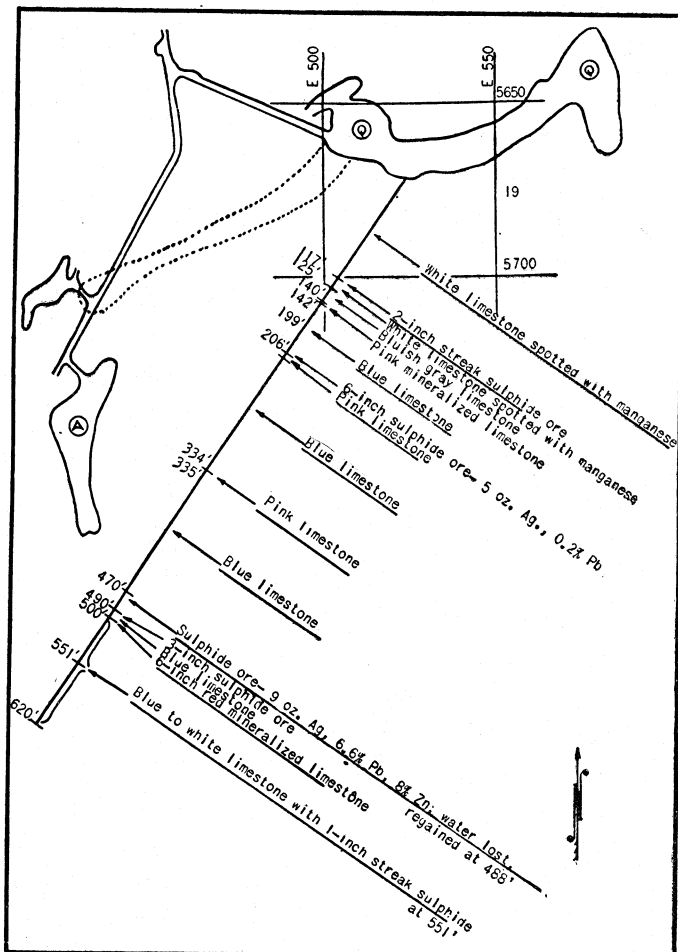 E 500
E 550
5650
O
O
19
5700
White limestone spotted with manganese
117'
125'
140'
142'
199'
206'
2-inch streak sulphide ore
White limestone spotted with manganese
Bluish gray limestone
Pink mineralized limestone
Blue limestone
6-inch sulphide ore- 5 oz. Ag., 0.2% Pb
Pink limestone
Blue limestone
A
334'
335'
Pink limestone
Blue limestone
470'
490'
500'
Sulphide ore- 9 oz. Ag, 6.6% Pb, 8% Zn; water lost,
regained at 488'
3-inch sulphide ore
Blue limestone
6-inch red mineralized limestone
551'
620'
Blue to white limestone with 1-inch streak sulphide
at 551'